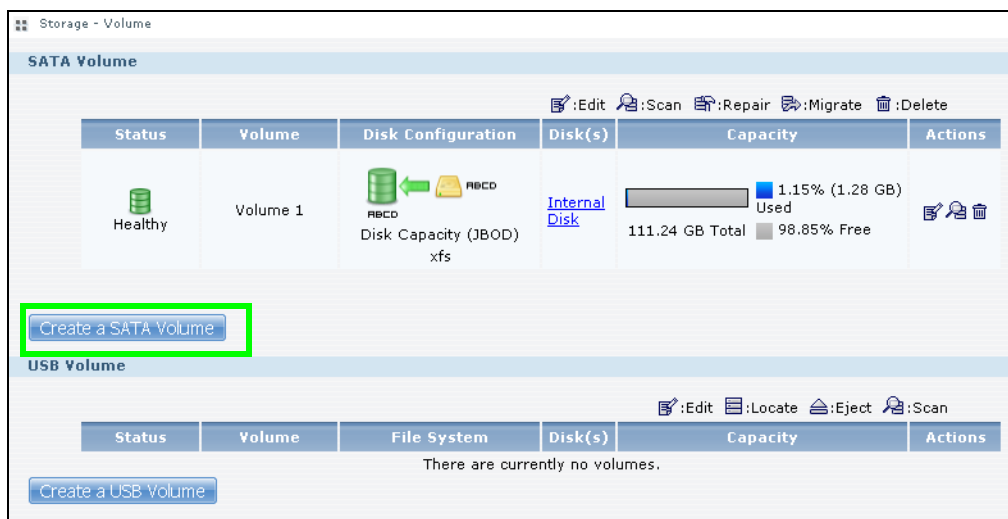 Storage - Volume
SATA Volume
:Edit :Scan :Repair :Migrate :Delete
Status Volume Disk Configuration Disk(s) Capacity Actions
Healthy
Volume 1
ABCD
ABCD
Disk Capacity (JBOD)
xfs
Internal
Disk
1.15% (1.28 GB)
Used
111.24 GB Total 98.85% Free
Create a SATA Volume
USB Volume
:Edit :Locate :Eject :Scan
Status Volume File System Disk(s) Capacity Actions
There are currently no volumes.
Create a USB Volume